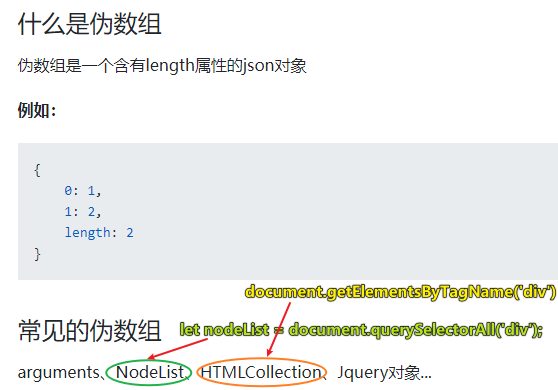 什么是伪数组
伪数组是一个含有length属性的json对象
例如：
{
0: 1,
1: 2,
length: 2
}
document.getElementsByTagName('div')
常见的伪数组
let nodeList = document.querySelectorAll('div');
arguments、NodeList、HTMLCollection、Jquery对象...